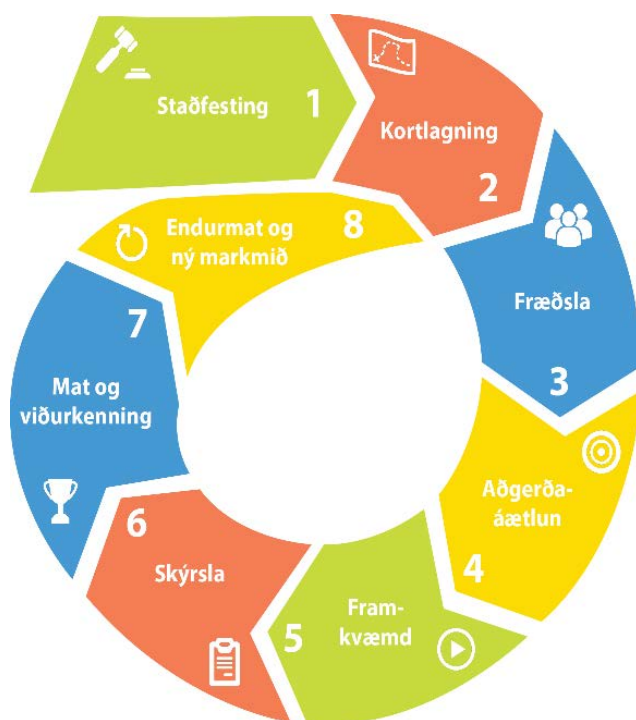 Staðfesting
1
Kortlagning
2
Fræðsla
3
Aðgerða-
áætlun
4
Fram-
kvæmd
5
Skýrsla
6
Mat og
viðurkenning
7
Endurmat og
ný markmið
8